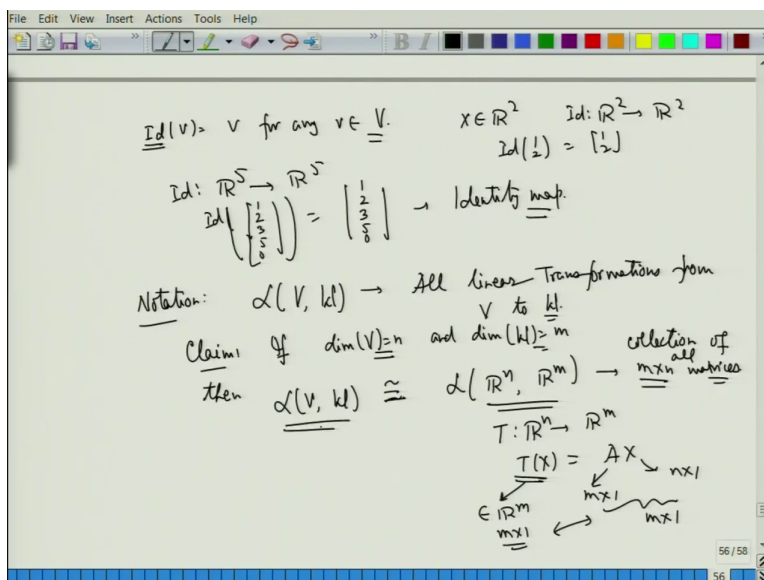 File Edit View Insert Actions Tools Help
Id(v) = v for any v ∈ V.
x ∈ ℝ² Id: ℝ² → ℝ²
Id(1 2) = [1 2]
Id: ℝ⁵ → ℝ⁵
Id([1 2 3 5 0]) = [1 2 3 5 0] → Identity map.
Notation: L(V, W) → All linear Transformations from
V to W.
Claim: If dim(V) = n and dim(W) = m
then L(V, W) ≅ L(ℝⁿ, ℝᵐ) → collection of all
m×n matrices
T: ℝⁿ → ℝᵐ
T(x) = AX
n×1
∈ ℝᵐ m×1
m×1 ↔ m×1
56 / 58
56